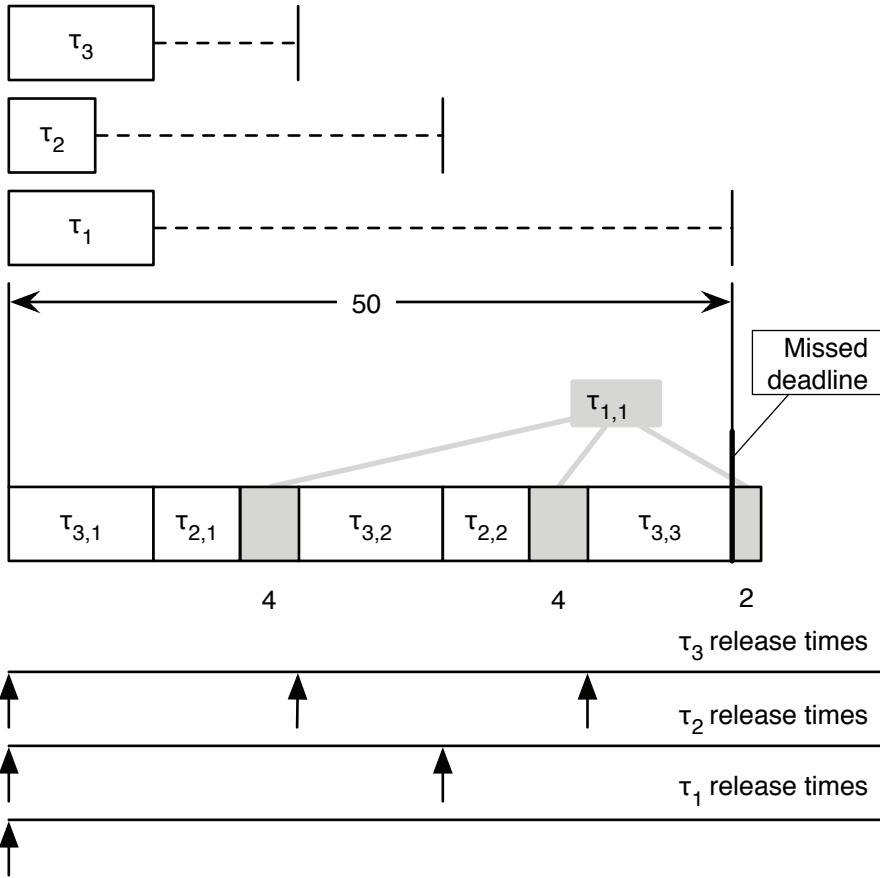 τ3
τ2
τ1
50
Missed
deadline
τ1,1
τ3,1
τ2,1
τ3,2
τ2,2
τ3,3
4
4
2
τ3 release times
τ2 release times
τ1 release times